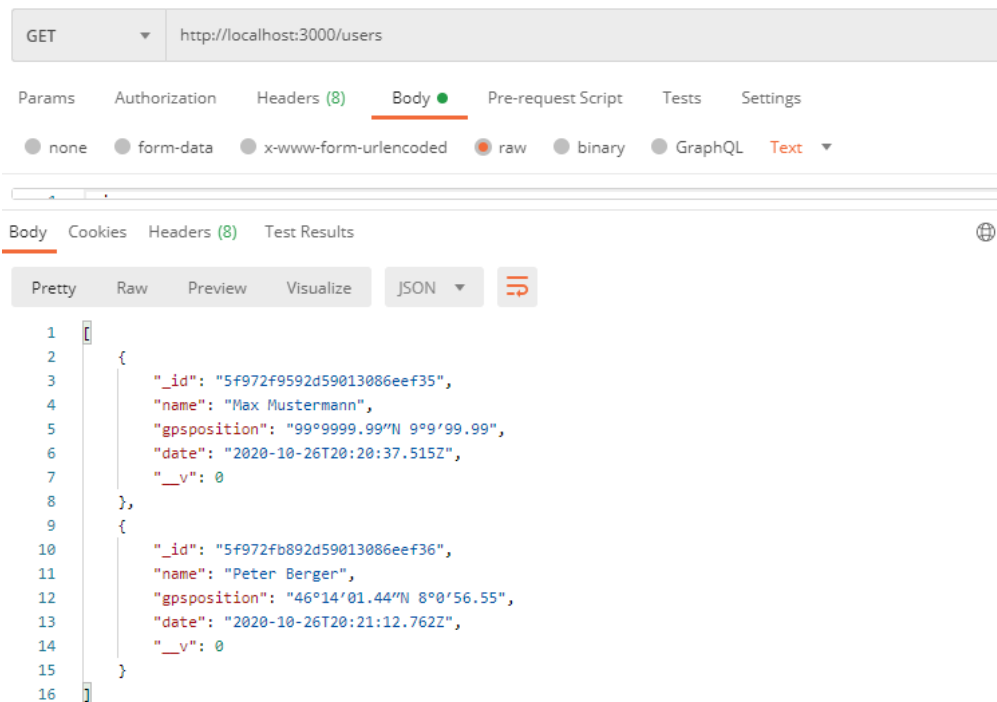 GET http://localhost:3000/users
Params Authorization Headers (8) Body Pre-request Script Tests Settings
none form-data x-www-form-urlencoded raw binary GraphQL Text
Body Cookies Headers (8) Test Results
Pretty Raw Preview Visualize JSON
1 [
2 {
3 "_id": "5f972f9592d59013086eef35",
4 "name": "Max Mustermann",
5 "gpsposition": "99°9999.99″N 9°9′99.99",
6 "date": "2020-10-26T20:20:37.515Z",
7 "__v": 0
8 },
9 {
10 "_id": "5f972fb892d59013086eef36",
11 "name": "Peter Berger",
12 "gpsposition": "46°14′01.44″N 8°0′56.55",
13 "date": "2020-10-26T20:21:12.762Z",
14 "__v": 0
15 }
16 ]